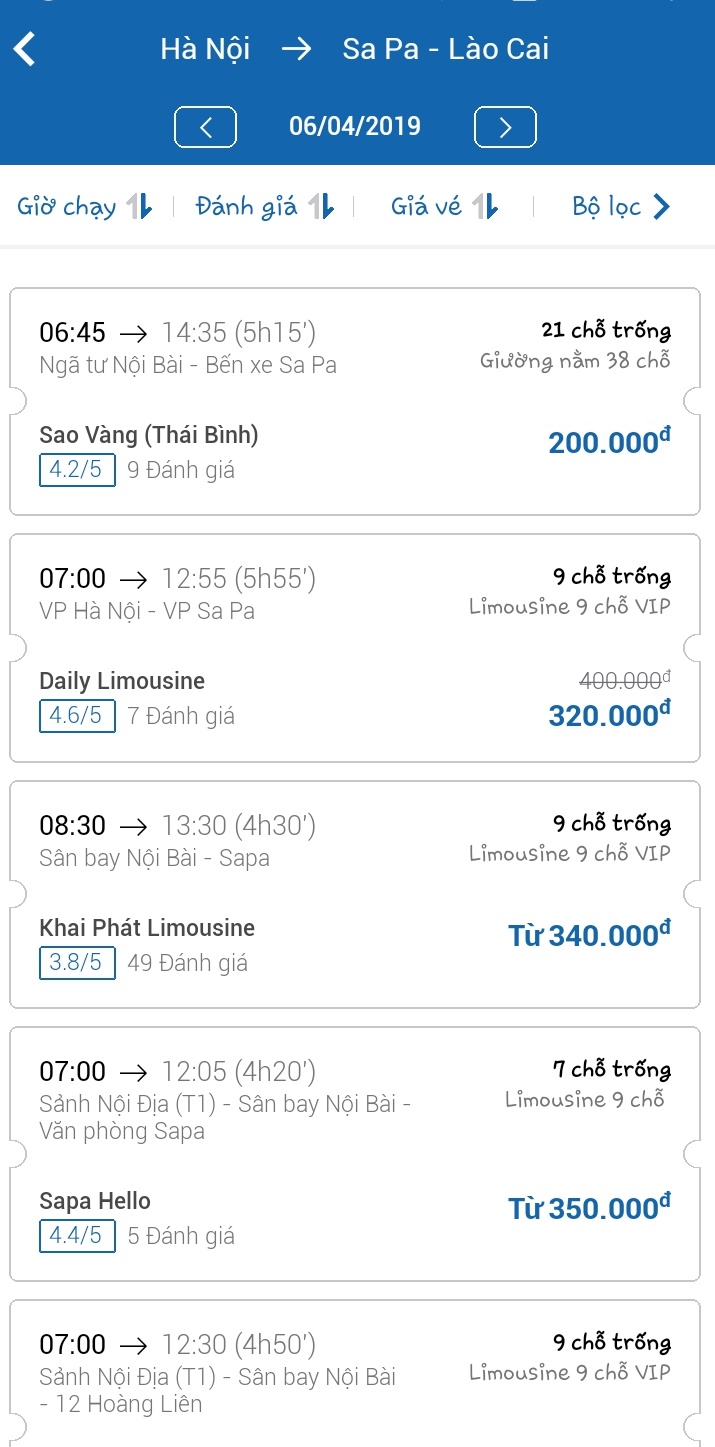 Hà Nội → Sa Pa - Lào Cai
06/04/2019
Giờ chạy Đánh giá Giá vé Bộ lọc
06:45 → 14:35 (5h15') 21 chỗ trống
Ngã tư Nội Bài - Bến xe Sa Pa Giường nằm 38 chỗ
Sao Vàng (Thái Bình) 200.000đ
4.2/5 9 Đánh giá
07:00 → 12:55 (5h55') 9 chỗ trống
VP Hà Nội - VP Sa Pa Limousine 9 chỗ VIP
Daily Limousine 400.000đ
4.6/5 7 Đánh giá 320.000đ
08:30 → 13:30 (4h30') 9 chỗ trống
Sân bay Nội Bài - Sapa Limousine 9 chỗ VIP
Khai Phát Limousine Từ 340.000đ
3.8/5 49 Đánh giá
07:00 → 12:05 (4h20') 7 chỗ trống
Sảnh Nội Địa (T1) - Sân bay Nội Bài - Limousine 9 chỗ
Văn phòng Sapa
Sapa Hello Từ 350.000đ
4.4/5 5 Đánh giá
07:00 → 12:30 (4h50') 9 chỗ trống
Sảnh Nội Địa (T1) - Sân bay Nội Bài Limousine 9 chỗ VIP
- 12 Hoàng Liên